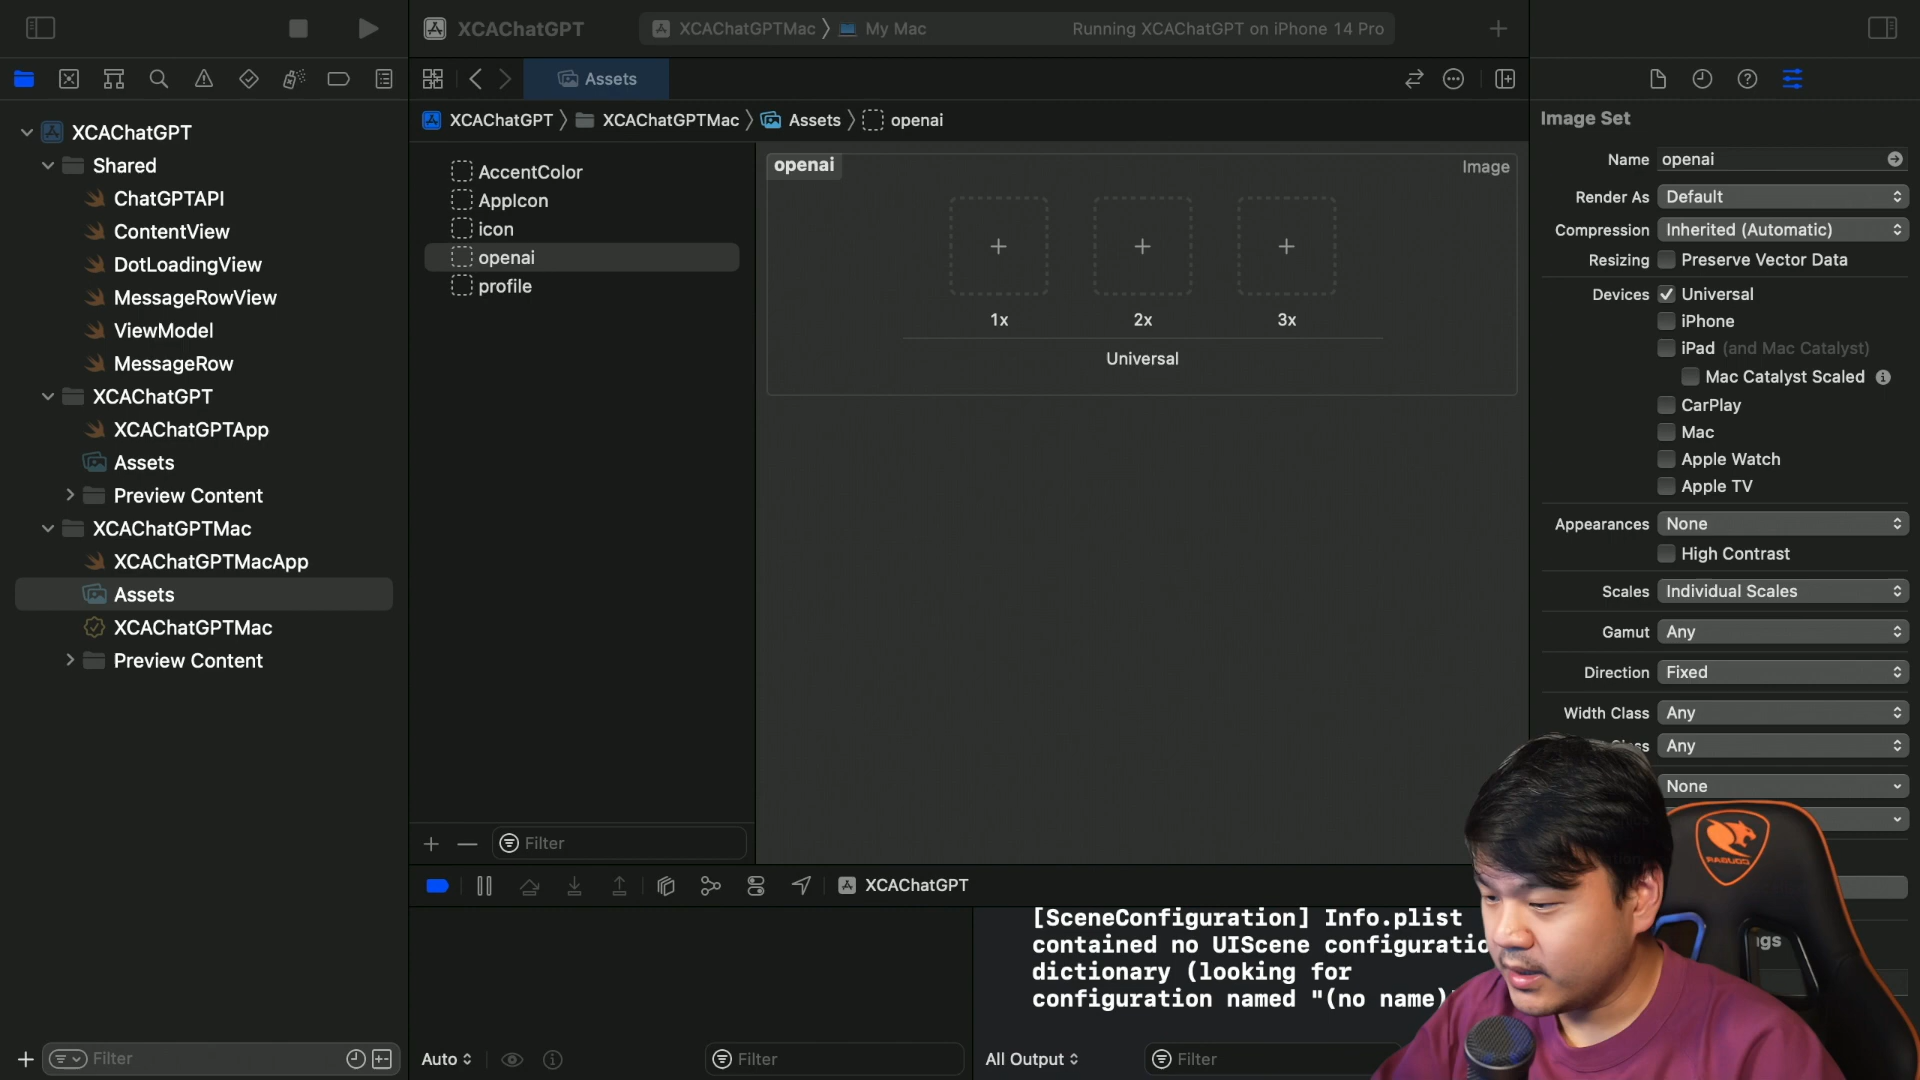 XCAChatGPT
XCAChatGPTMac
My Mac
Running XCAChatGPT on iPhone 14 Pro
Assets
XCAChatGPT
XCAChatGPTMac
Assets
openai
XCAChatGPT
Shared
ChatGPTAPI
ContentView
DotLoadingView
MessageRowView
ViewModel
MessageRow
XCAChatGPT
XCAChatGPTApp
Assets
Preview Content
XCAChatGPTMac
XCAChatGPTMacApp
Assets
XCAChatGPTMac
Preview Content
Filter
AccentColor
AppIcon
icon
openai
profile
Filter
openai
Image
1x
2x
3x
Universal
Image Set
Name openai
Render As Default
Compression Inherited (Automatic)
Resizing Preserve Vector Data
Devices Universal
iPhone
iPad (and Mac Catalyst)
Mac Catalyst Scaled
CarPlay
Mac
Apple Watch
Apple TV
Appearances None
High Contrast
Scales Individual Scales
Gamut Any
Direction Fixed
Width Class Any
Any
None
XCAChatGPT
[SceneConfiguration] Info.plist
contained no UIScene configuratio
dictionary (looking for
configuration named "(no name)
Auto
Filter
All Output
Filter
COUGAR